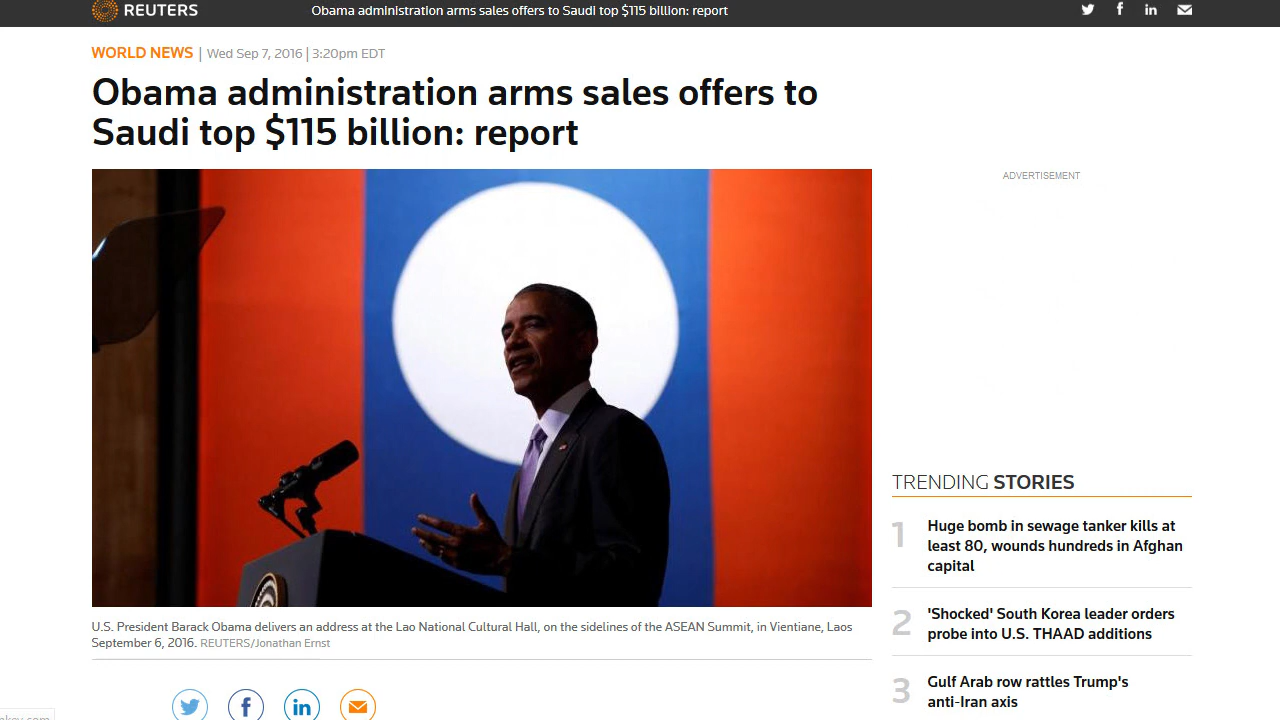 REUTERS
Obama administration arms sales offers to Saudi top $115 billion: report
WORLD NEWS | Wed Sep 7, 2016 | 3:20pm EDT
Obama administration arms sales offers to
Saudi top $115 billion: report
ADVERTISEMENT
U.S. President Barack Obama delivers an address at the Lao National Cultural Hall, on the sidelines of the ASEAN Summit, in Vientiane, Laos
September 6, 2016. REUTERS/Jonathan Ernst
TRENDING STORIES
1
Huge bomb in sewage tanker kills at
least 80, wounds hundreds in Afghan
capital
2
'Shocked' South Korea leader orders
probe into U.S. THAAD additions
3
Gulf Arab row rattles Trump's
anti-Iran axis